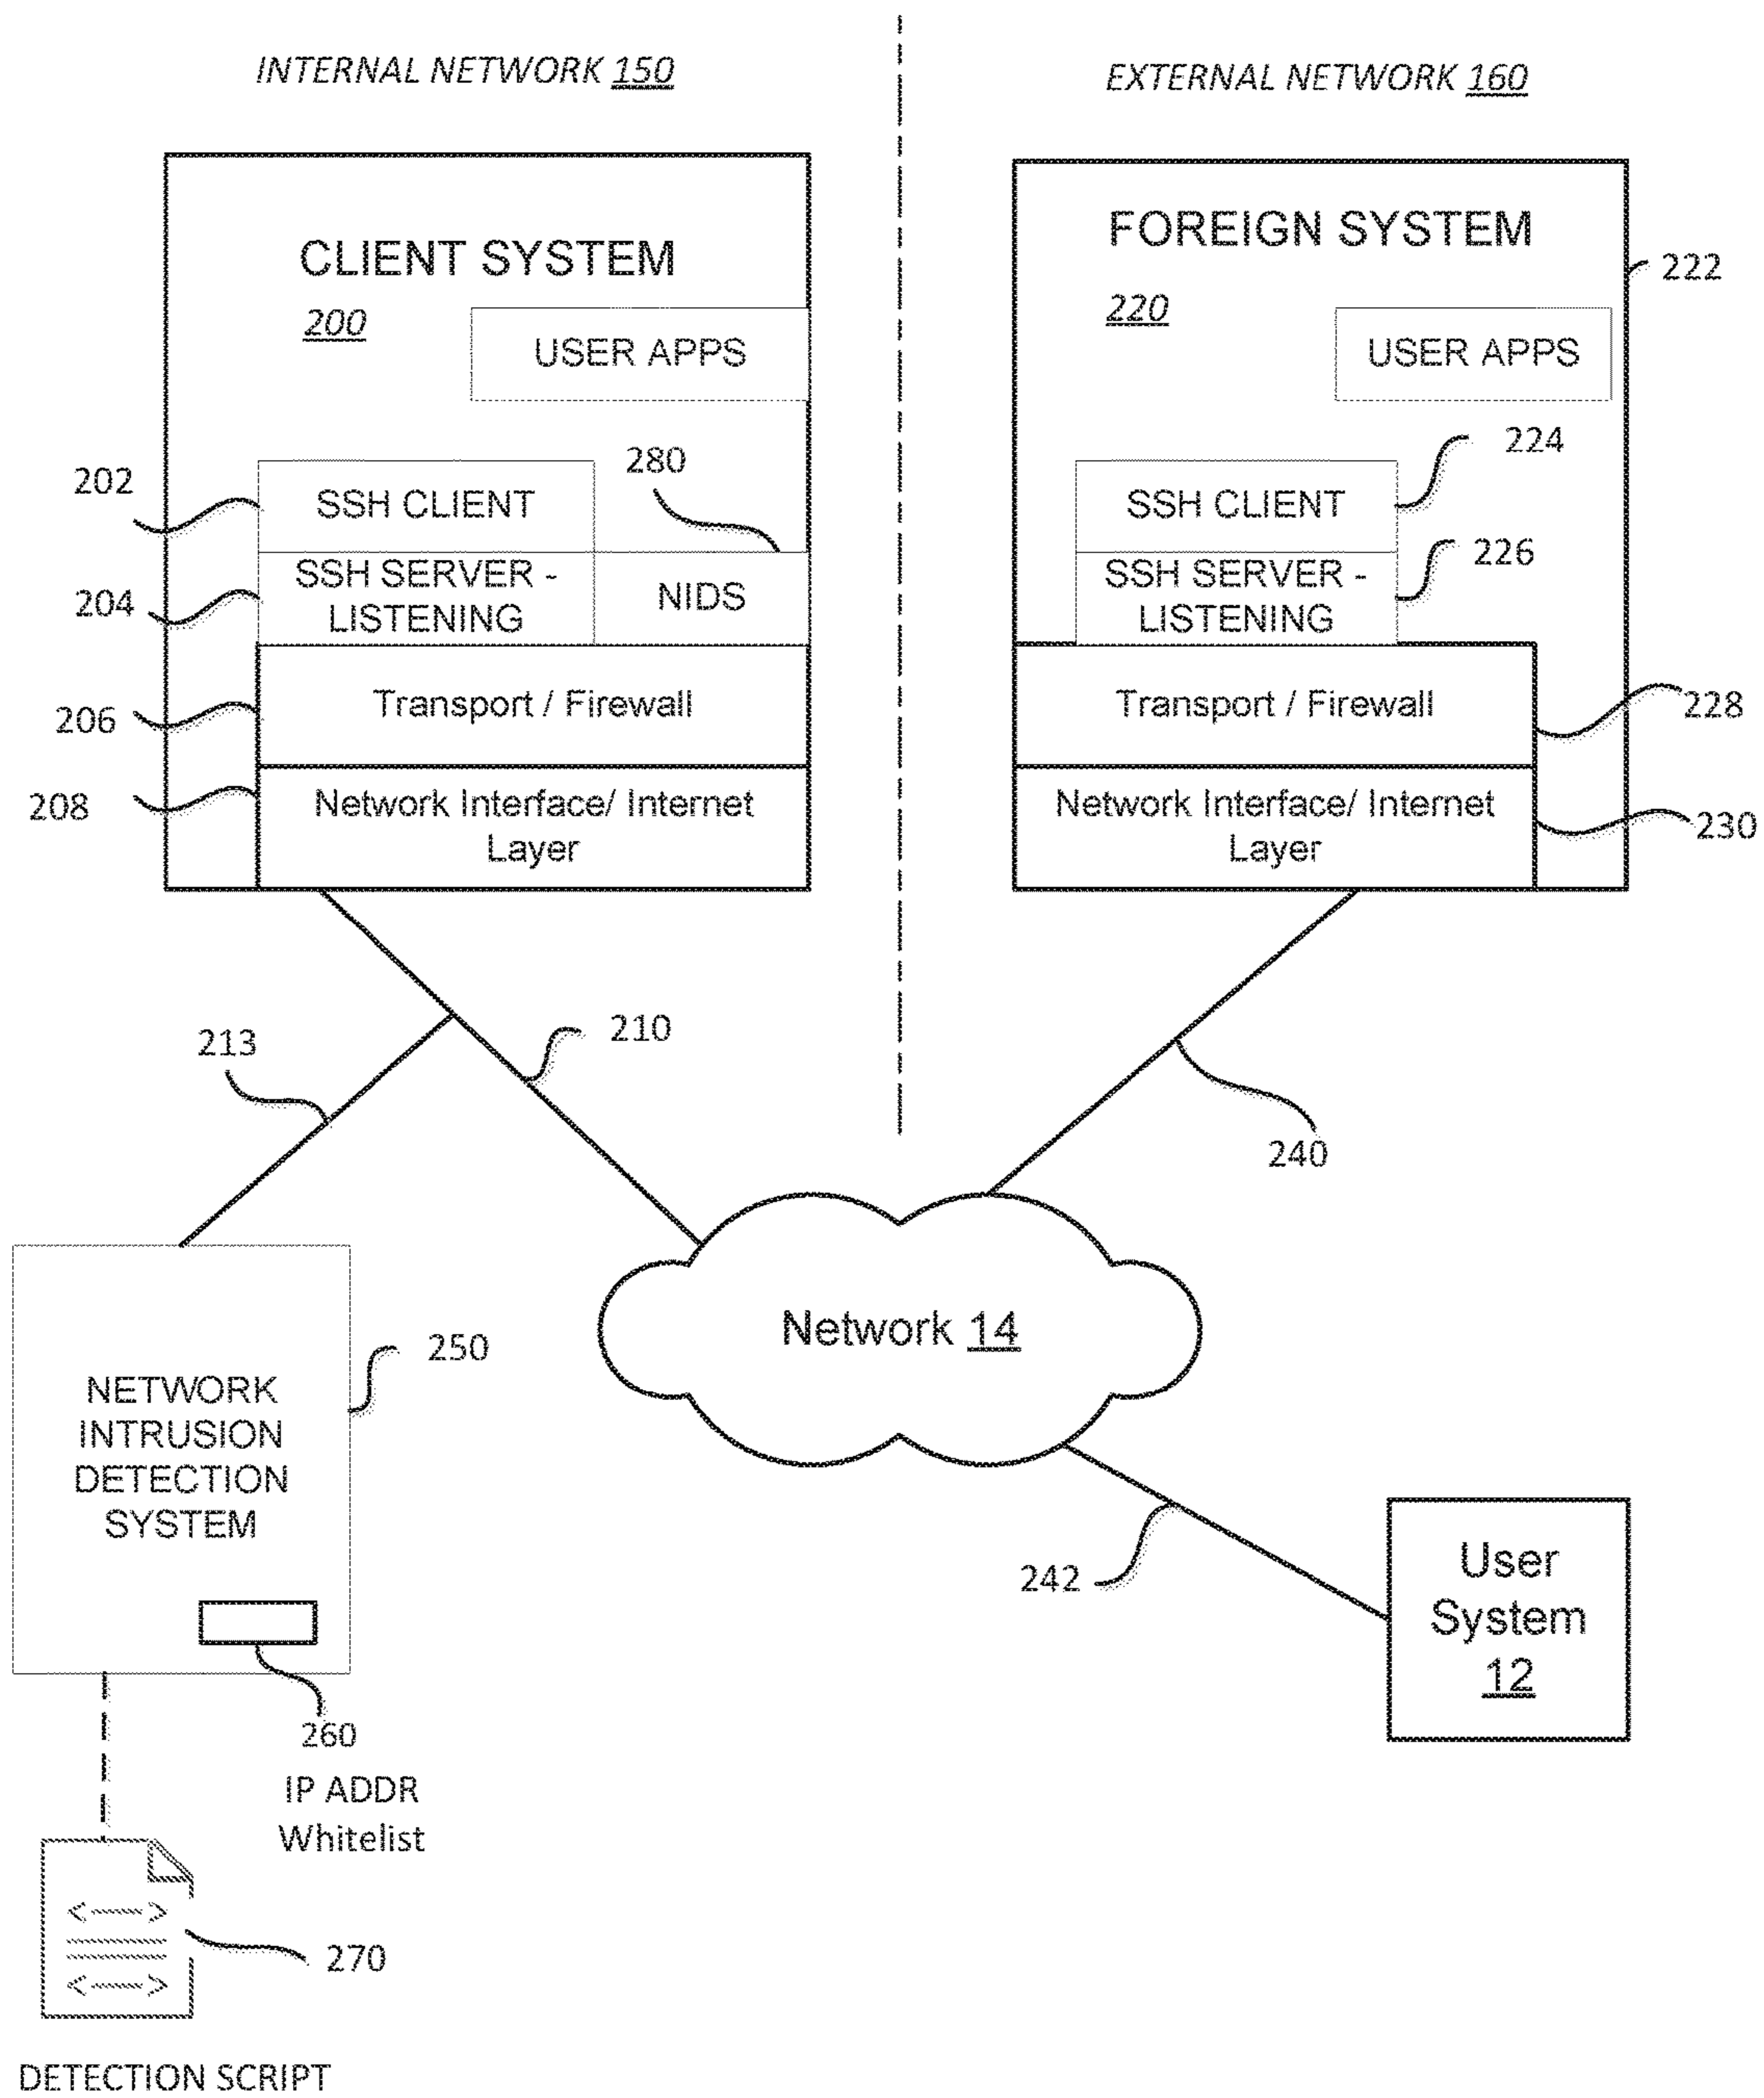 INTERNAL NETWORK 150
EXTERNAL NETWORK 160
CLIENT SYSTEM
200
USER APPS
280
202
SSH CLIENT
204
SSH SERVER -
LISTENING
NIDS
206
Transport / Firewall
208
Network Interface/ Internet
Layer
FOREIGN SYSTEM
220
222
USER APPS
224
SSH CLIENT
226
SSH SERVER -
LISTENING
Transport / Firewall
228
Network Interface/ Internet
Layer
230
213
210
240
Network 14
250
NETWORK
INTRUSION
DETECTION
SYSTEM
242
User
System
12
260
IP ADDR
Whitelist
270
DETECTION SCRIPT